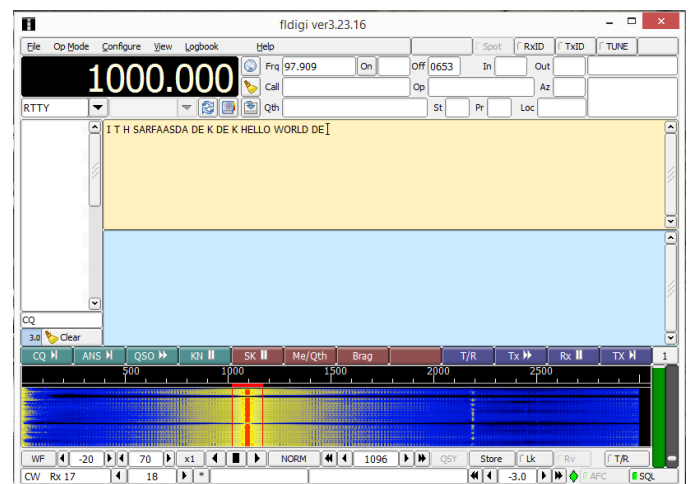 fldigi ver3.23.16
File Op Mode Configure View Logbook Help Spot RxID TxID TUNE
1000.000
Frq 97.909 On Off 0653 In Out
Call Op Az
RTTY Qth St Pr Loc
I T H SARFAASDA DE K DE K HELLO WORLD DE
CQ
3.0 Clear
CQ ANS QSO KN SK Me/Qth Brag T/R Tx Rx TX 1
500 1000 1500 2000 2500
WF -20 70 x1 NORM 1096 QSY Store Lk Rv T/R
CW Rx 17 18 * -3.0 AFC SQL